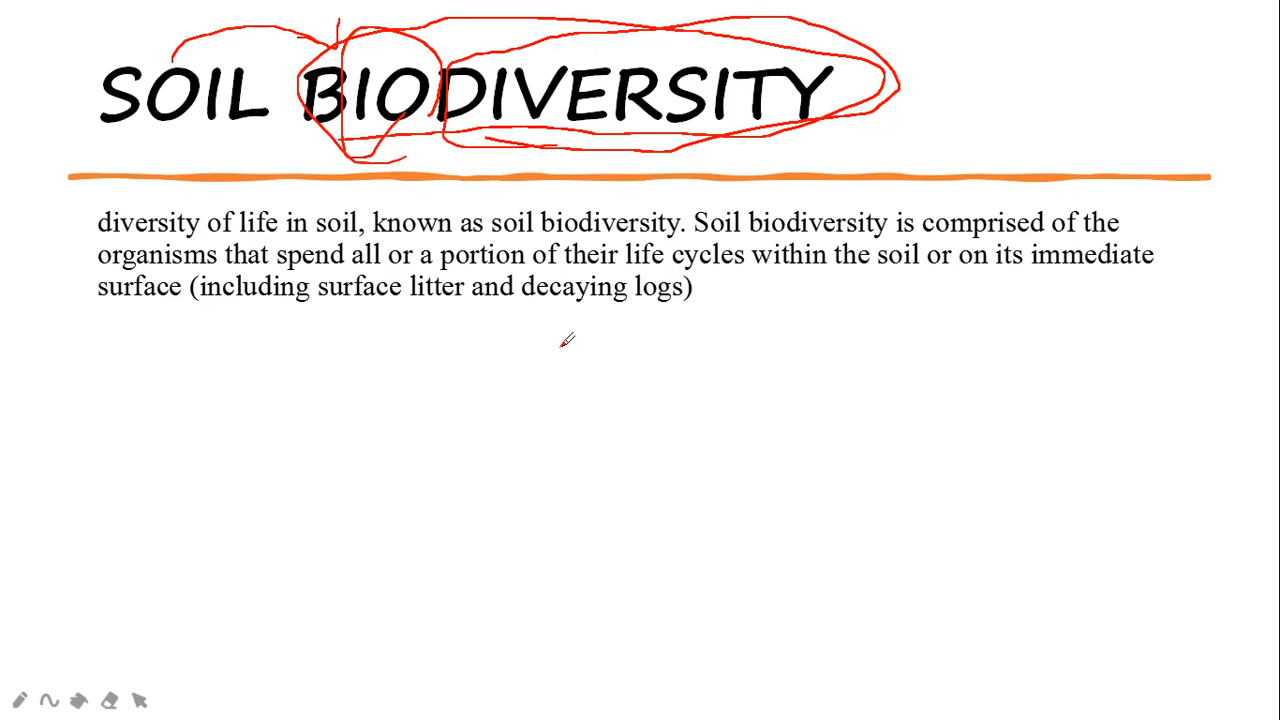 SOIL BIODIVERSITY
diversity of life in soil, known as soil biodiversity. Soil biodiversity is comprised of the
organisms that spend all or a portion of their life cycles within the soil or on its immediate
surface (including surface litter and decaying logs)